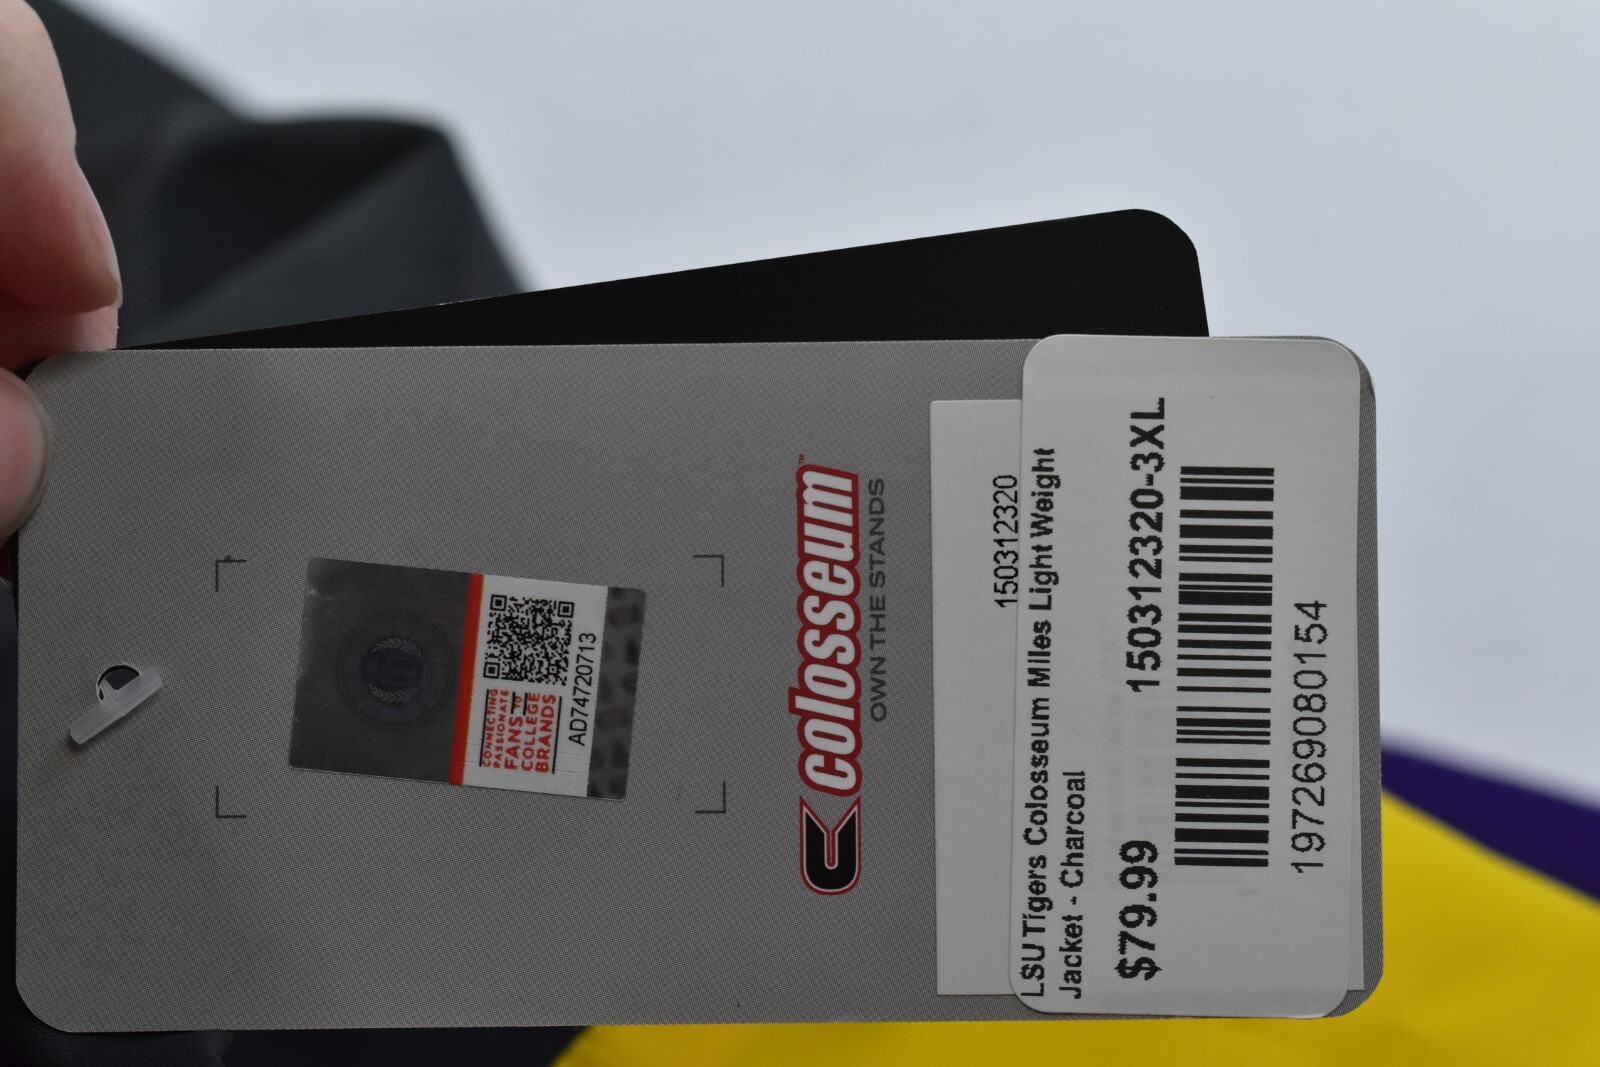 CONNECTING
PASSIONATE
FANS TO
COLLEGE
BRANDS
AD74720713
colosseum™
OWN THE STANDS
150312320
LSU Tigers Colosseum Miles Light Weight
Jacket - Charcoal
$79.99 150312320-3XL
197269080154